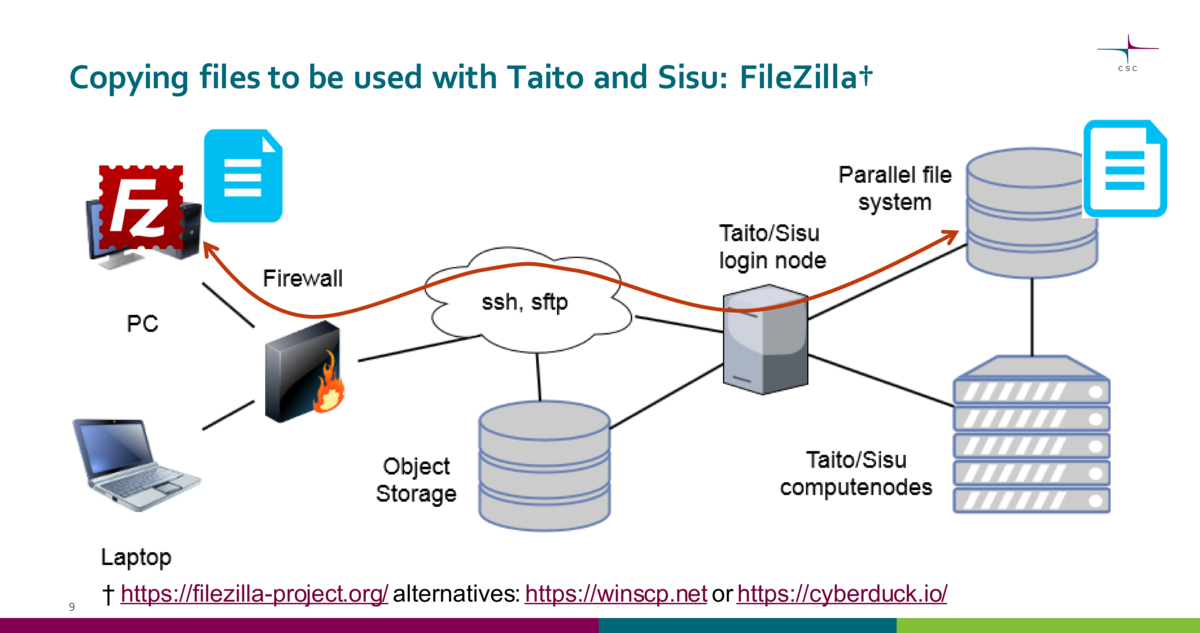 Copying files to be used with Taito and Sisu: FileZilla†
CSC
Fz
Parallel file
system
Taito/Sisu
login node
Firewall
ssh, sftp
PC
Object
Storage
Taito/Sisu
computenodes
Laptop
† https://filezilla-project.org/ alternatives: https://winscp.net or https://cyberduck.io/
9